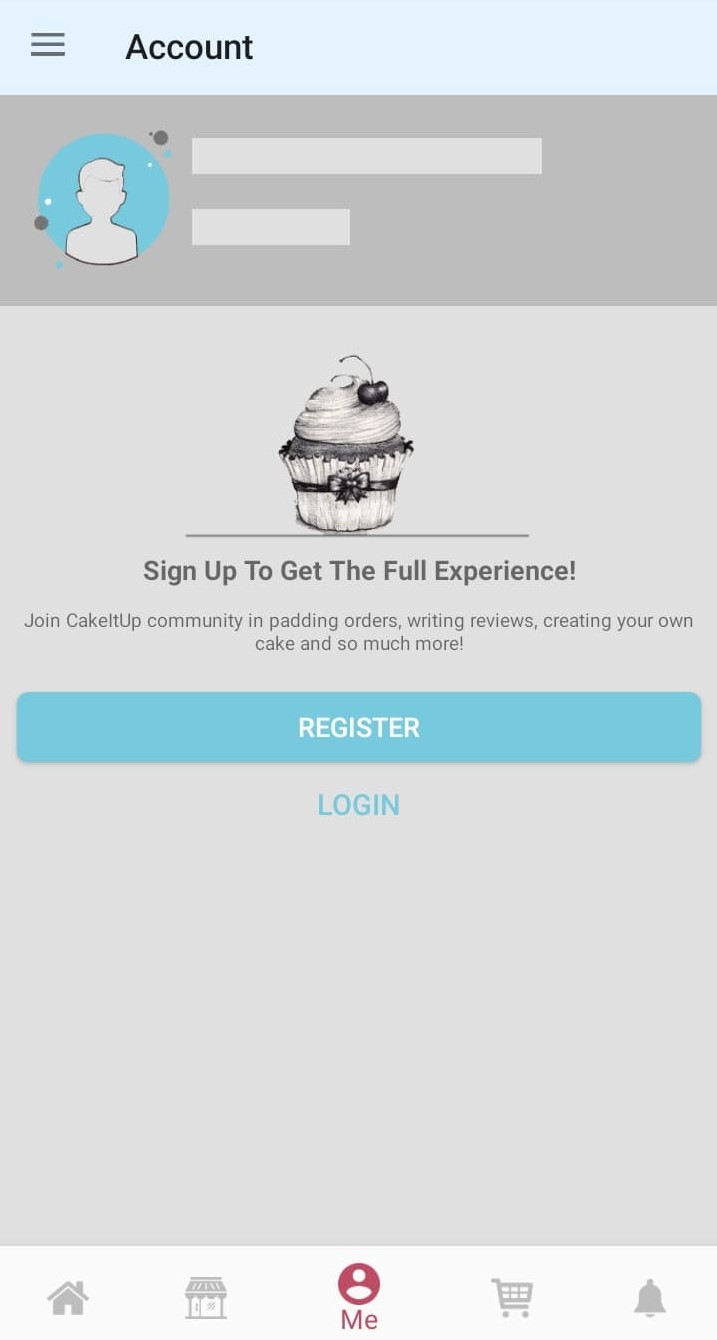 Account
Sign Up To Get The Full Experience!
Join CakeItUp community in padding orders, writing reviews, creating your own
cake and so much more!
REGISTER
LOGIN
Me